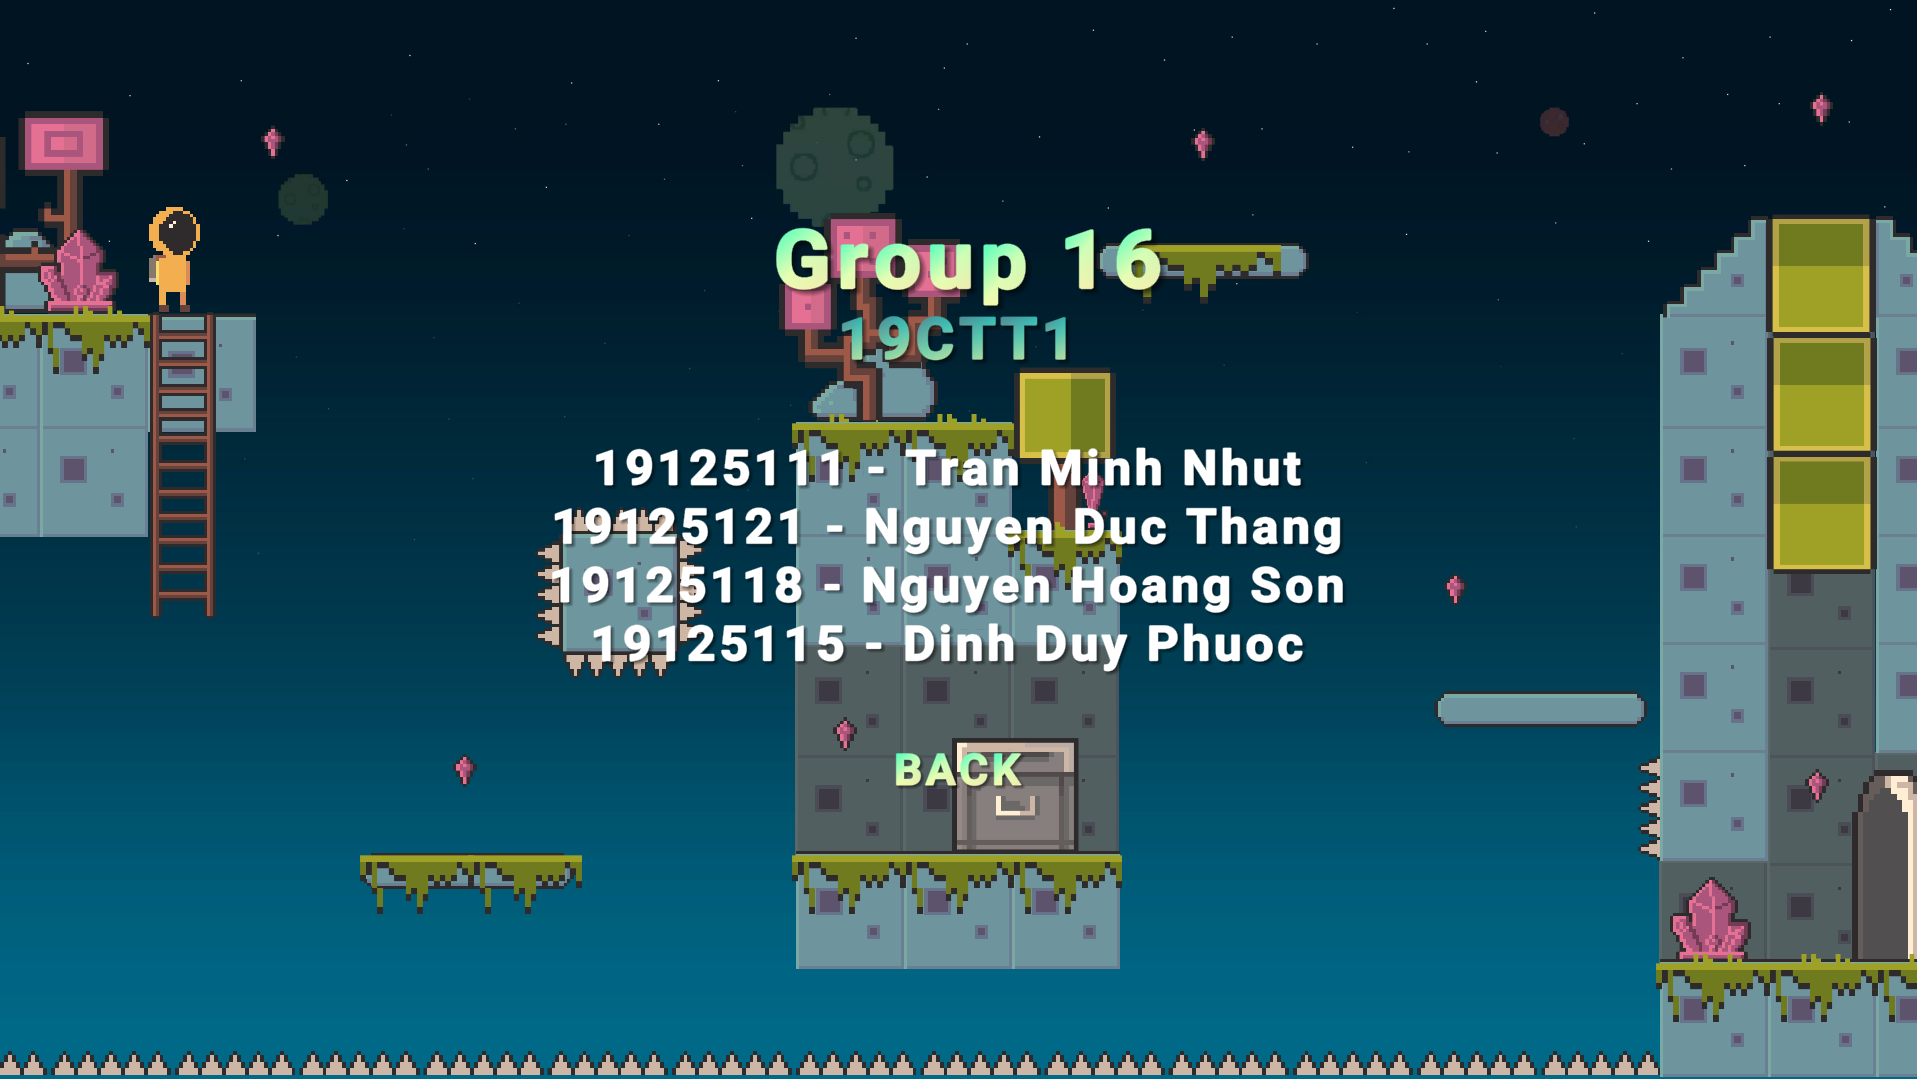 Group 16
19CTT1
19125111 - Tran Minh Nhut
19125121 - Nguyen Duc Thang
19125118 - Nguyen Hoang Son
19125115 - Dinh Duy Phuoc
BACK